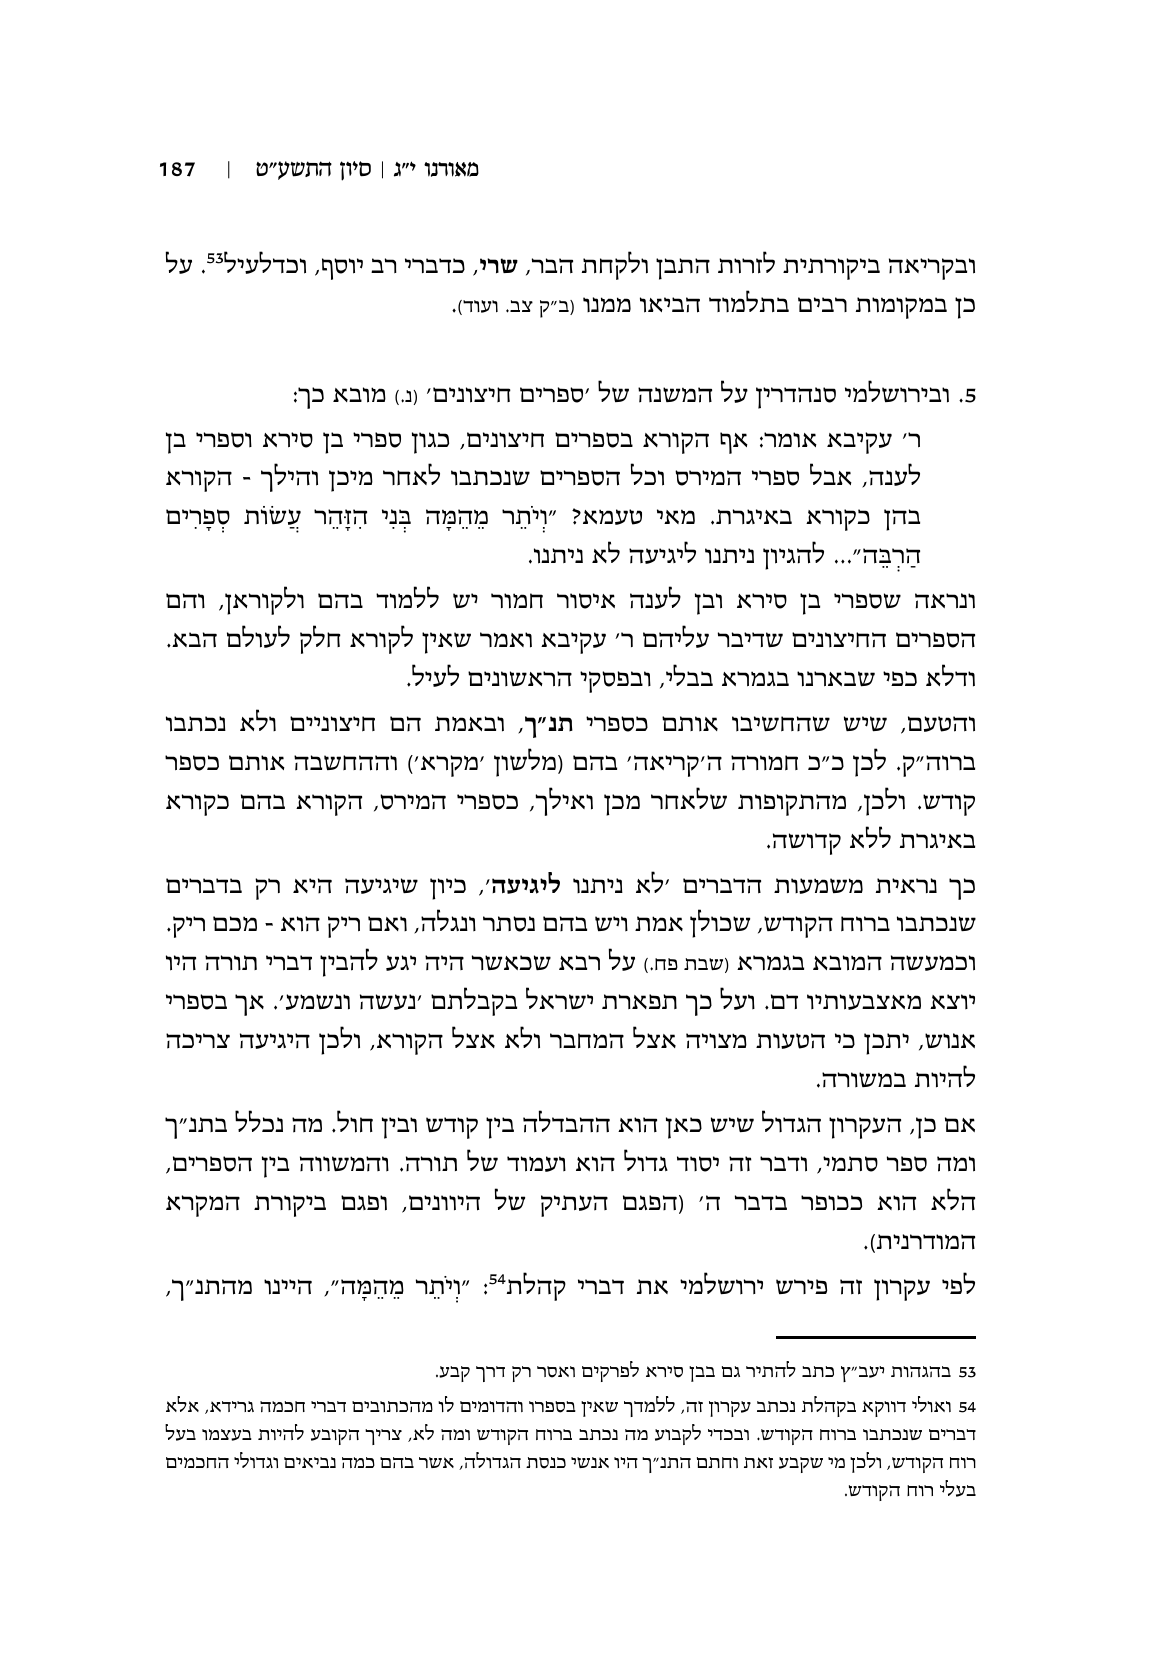 מאורנו י״ג | סיון התשע״ט | 187
ובקריאה ביקורתית לזרות התבן ולקחת הבר, שרי, כדברי רב יוסף, וכדלעיל53. על
כן במקומות רבים בתלמוד הביאו ממנו (ב״ק צב. ועוד).
5. ובירושלמי סנהדרין על המשנה של ׳ספרים חיצונים׳ (נ.) מובא כך:
ר׳ עקיבא אומר: אף הקורא בספרים חיצונים, כגון ספרי בן סירא וספרי בן
לענה, אבל ספרי המירס וכל הספרים שנכתבו לאחר מיכן והילך - הקורא
בהן כקורא באיגרת. מאי טעמא? ״וְיֹתֵר מֵהֵמָּה בְּנִי הִזָּהֵר עֲשׂוֹת סְפָרִים
הַרְבֵּה״... להגיון ניתנו ליגיעה לא ניתנו.
ונראה שספרי בן סירא ובן לענה איסור חמור יש ללמוד בהם ולקוראן, והם
הספרים החיצונים שדיבר עליהם ר׳ עקיבא ואמר שאין לקורא חלק לעולם הבא.
ודלא כפי שבארנו בגמרא בבלי, ובפסקי הראשונים לעיל.
והטעם, שיש שהחשיבו אותם כספרי תנ״ך, ובאמת הם חיצוניים ולא נכתבו
ברוה״ק. לכן כ״כ חמורה ה׳קריאה׳ בהם (מלשון ׳מקרא׳) וההחשבה אותם כספר
קודש. ולכן, מהתקופות שלאחר מכן ואילך, כספרי המירס, הקורא בהם כקורא
באיגרת ללא קדושה.
כך נראית משמעות הדברים ׳לא ניתנו ליגיעה׳, כיון שיגיעה היא רק בדברים
שנכתבו ברוח הקודש, שכולן אמת ויש בהם נסתר ונגלה, ואם ריק הוא - מכם ריק.
וכמעשה המובא בגמרא (שבת פח.) על רבא שכאשר היה יגע להבין דברי תורה היו
יוצא מאצבעותיו דם. ועל כך תפארת ישראל בקבלתם ׳נעשה ונשמע׳. אך בספרי
אנוש, יתכן כי הטעות מצויה אצל המחבר ולא אצל הקורא, ולכן היגיעה צריכה
להיות במשורה.
אם כן, העקרון הגדול שיש כאן הוא ההבדלה בין קודש ובין חול. מה נכלל בתנ״ך
ומה ספר סתמי, ודבר זה יסוד גדול הוא ועמוד של תורה. והמשווה בין הספרים,
הלא הוא ככופר בדבר ה׳ (הפגם העתיק של היוונים, ופגם ביקורת המקרא
המודרנית).
לפי עקרון זה פירש ירושלמי את דברי קהלת54: ״וְיֹתֵר מֵהֵמָּה״, היינו מהתנ״ך,
53 בהגהות יעב״ץ כתב להתיר גם בבן סירא לפרקים ואסר רק דרך קבע.
54 ואולי דווקא בקהלת נכתב עקרון זה, ללמדך שאין בספרו והדומים לו מהכתובים דברי חכמה גרידא, אלא
דברים שנכתבו ברוח הקודש. ובכדי לקבוע מה נכתב ברוח הקודש ומה לא, צריך הקובע להיות בעצמו בעל
רוח הקודש, ולכן מי שקבע זאת וחתם התנ״ך היו אנשי כנסת הגדולה, אשר בהם כמה נביאים וגדולי החכמים
בעלי רוח הקודש.